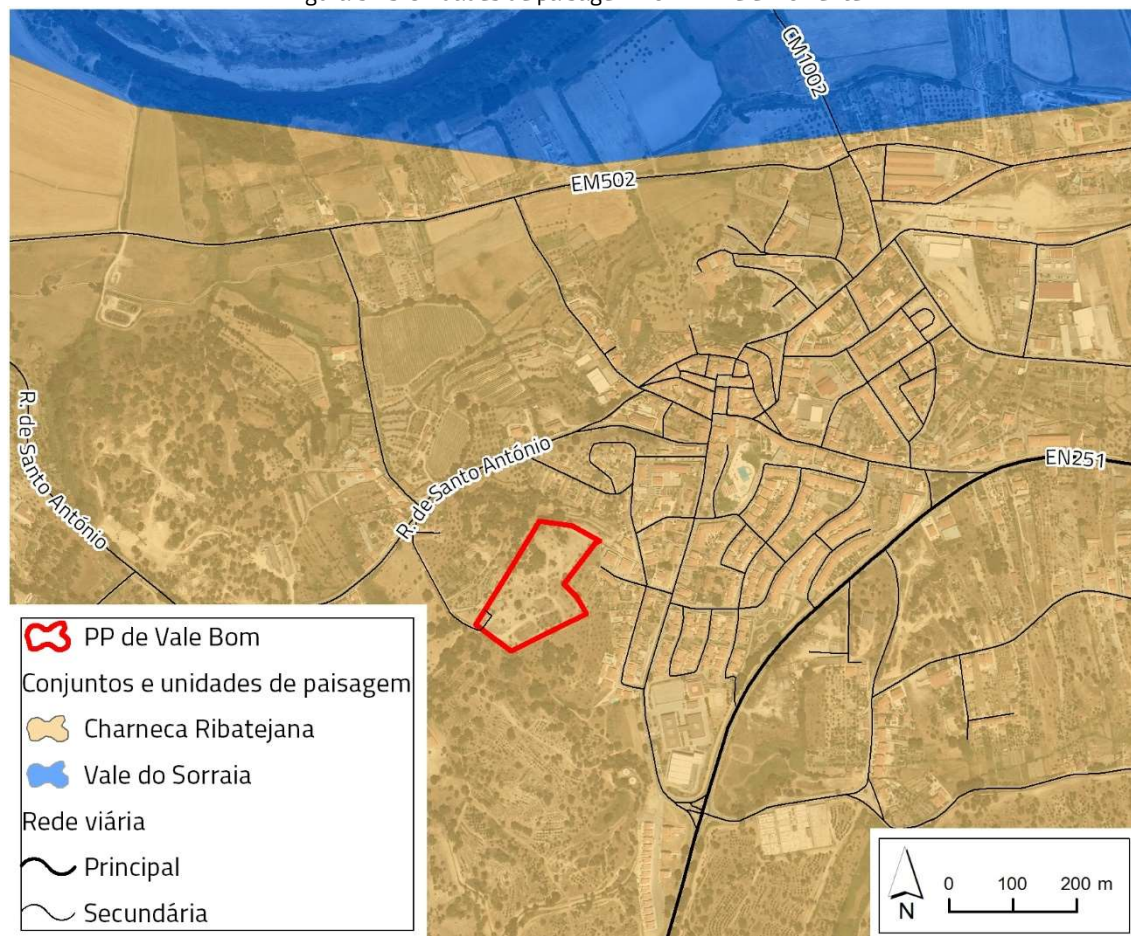 CM1002
EM502
R. de Santo António
R. de Santo António
EN251
PP de Vale Bom
Conjuntos e unidades de paisagem
Charneca Ribatejana
Vale do Sorraia
Rede viária
Principal
Secundária
N
0 100 200 m